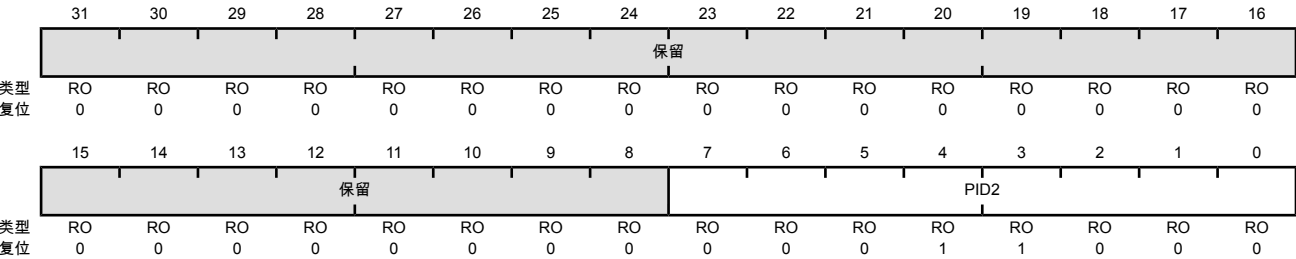 31 30 29 28 27 26 25 24 23 22 21 20 19 18 17 16
保留
类型 RO RO RO RO RO RO RO RO RO RO RO RO RO RO RO RO
复位 0 0 0 0 0 0 0 0 0 0 0 0 0 0 0 0
15 14 13 12 11 10 9 8 7 6 5 4 3 2 1 0
保留 PID2
类型 RO RO RO RO RO RO RO RO RO RO RO RO RO RO RO RO
复位 0 0 0 0 0 0 0 0 0 0 0 1 1 0 0 0